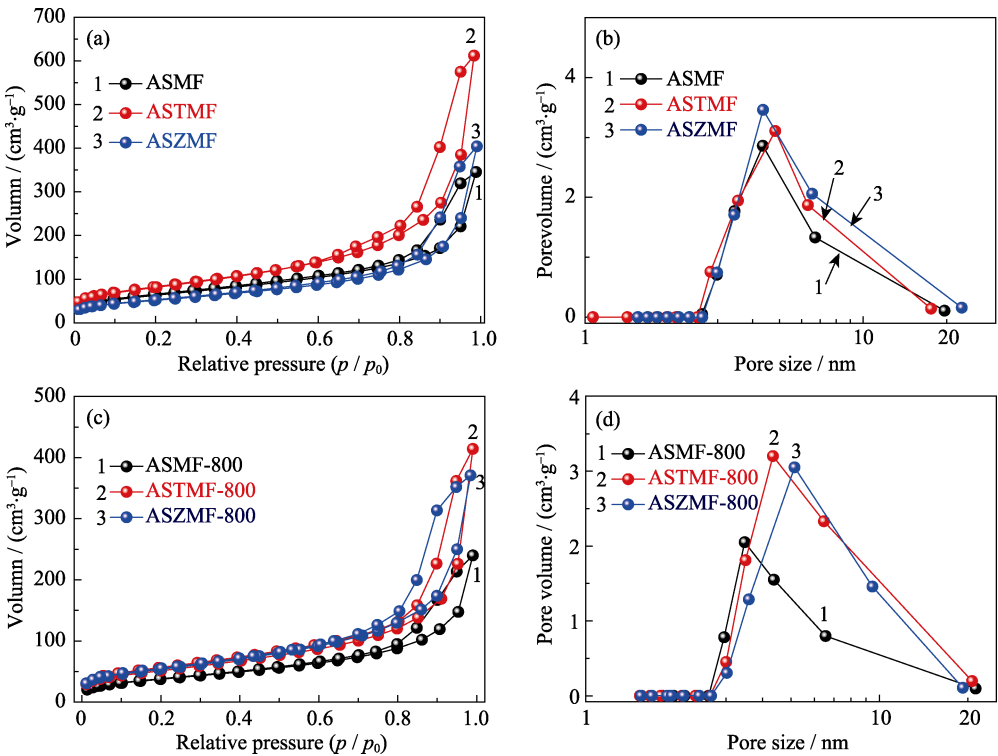 (a)
700
600
500
400
300
200
100
0
Volumn / (cm³·g⁻¹)
1 ASMF
2 ASTMF
3 ASZMF
2
3
1
0 0.2 0.4 0.6 0.8 1.0
Relative pressure (p / p₀)
(b)
4
2
0
Porevolume / (cm³·g⁻¹)
1 ASMF
2 ASTMF
3 ASZMF
2
3
1
1 10 20
Pore size / nm
(c)
500
400
300
200
100
0
Volumn / (cm³·g⁻¹)
1 ASMF-800
2 ASTMF-800
3 ASZMF-800
2
3
1
0 0.2 0.4 0.6 0.8 1.0
Relative pressure (p / p₀)
(d)
4
3
2
1
0
Pore volume / (cm³·g⁻¹)
1 ASMF-800
2 ASTMF-800
3 ASZMF-800
2
3
1
1 10 20
Pore size / nm